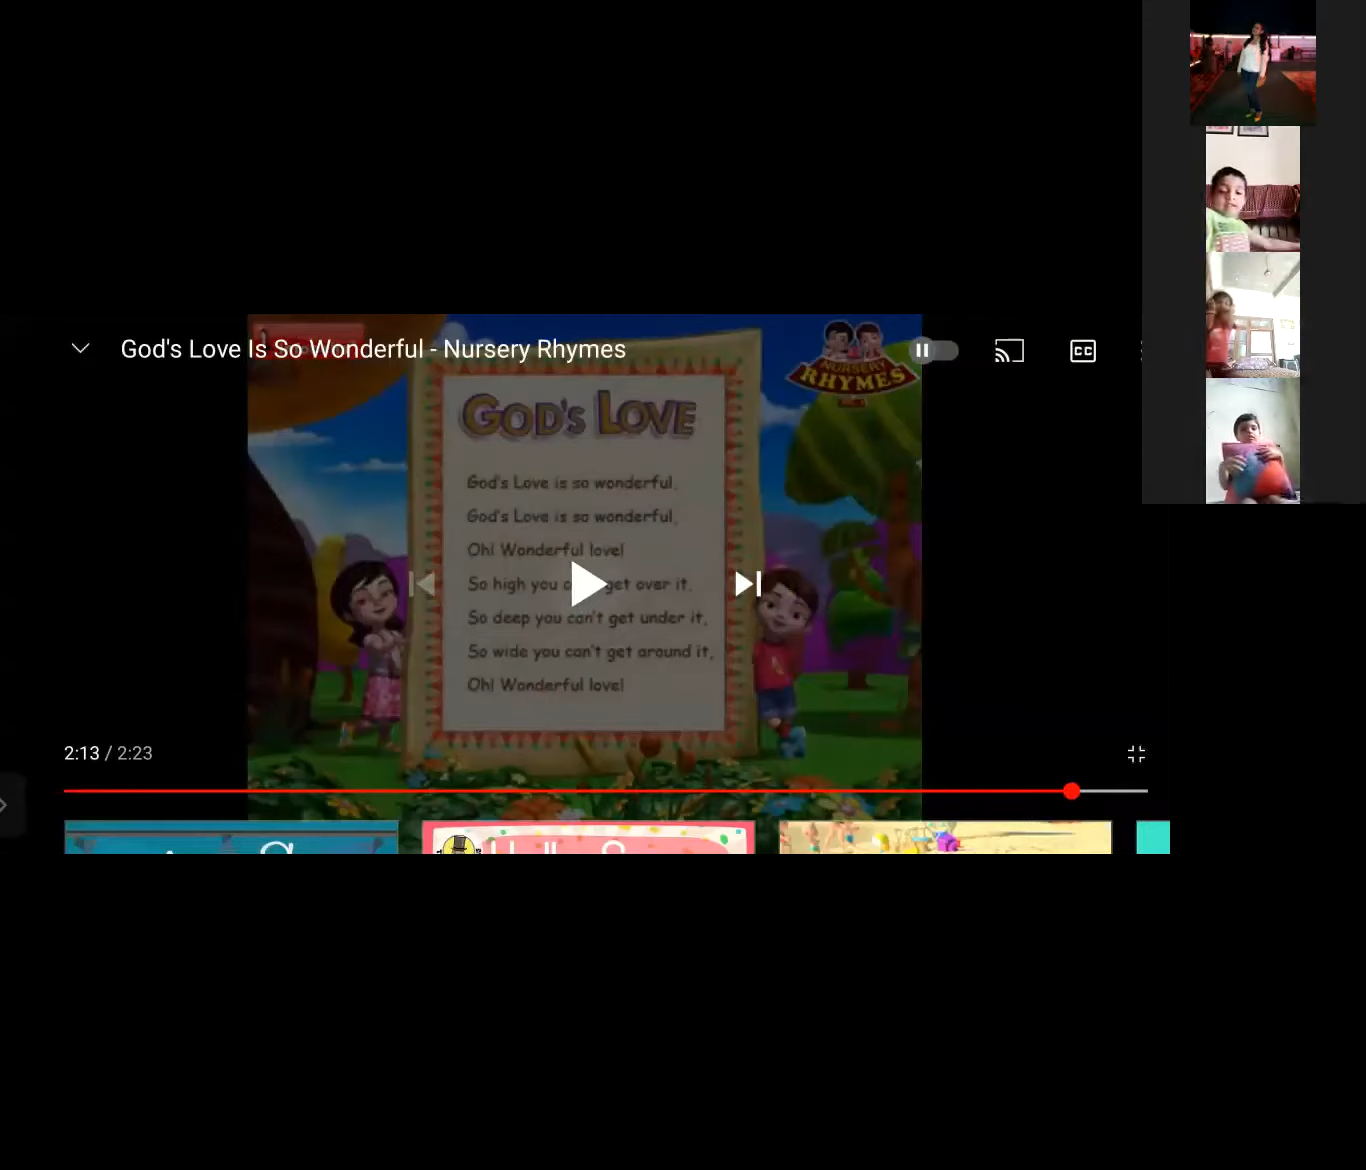 God's Love Is So Wonderful - Nursery Rhymes
CC
NURSERY
RHYMES
GOD'S LOVE
God's Love is so wonderful,
God's Love is so wonderful,
Oh! Wonderful love!
So high you get over it,
So deep you can't get under it,
So wide you can't get around it,
Oh! Wonderful love!
2:13 / 2:23